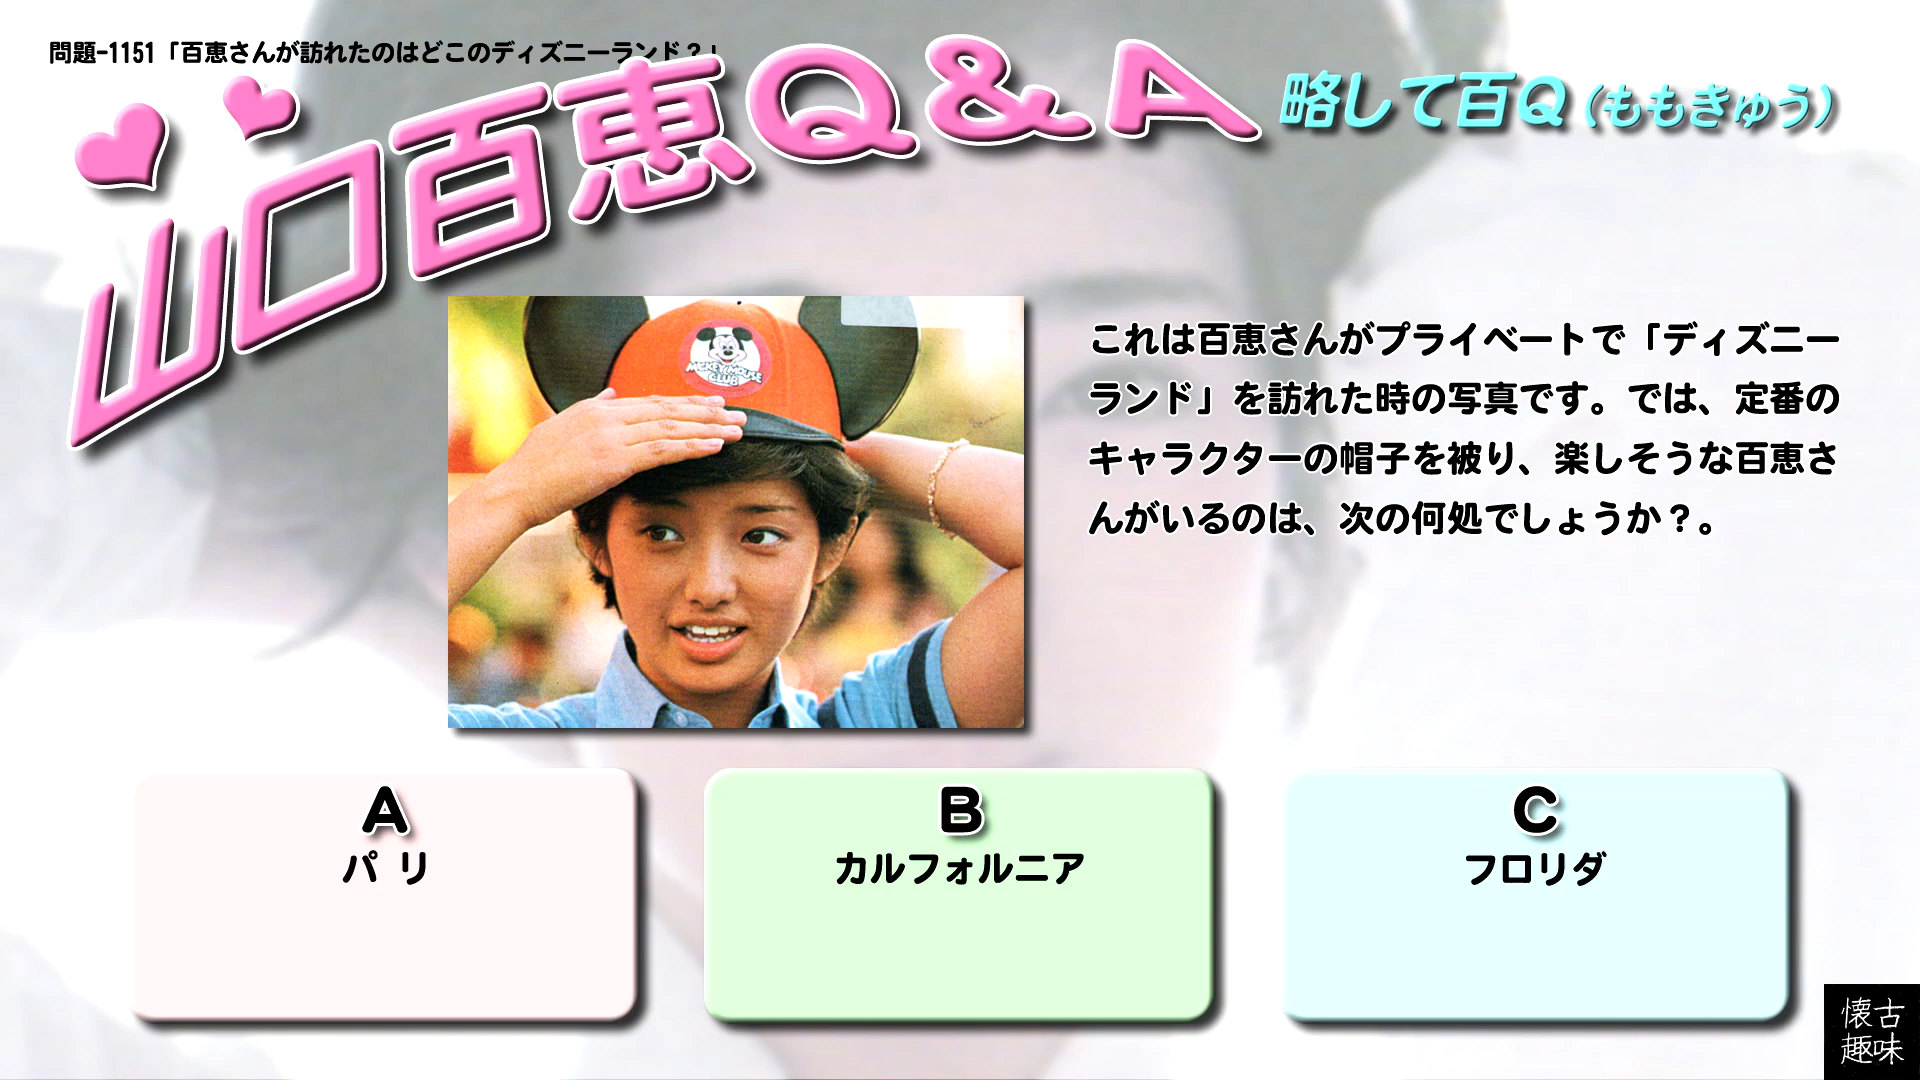 問題-1151「百恵さんが訪れたのはどこのディズニーランド？」
山口百恵Q&A
略して百Q（ももきゅう）
MICKEY MOUSE
CLUB
これは百恵さんがプライベートで「ディズニー
ランド」を訪れた時の写真です。では、定番の
キャラクターの帽子を被り、楽しそうな百恵さ
んがいるのは、次の何処でしょうか？。
A
パ リ
B
カルフォルニア
C
フロリダ
懐古
趣味